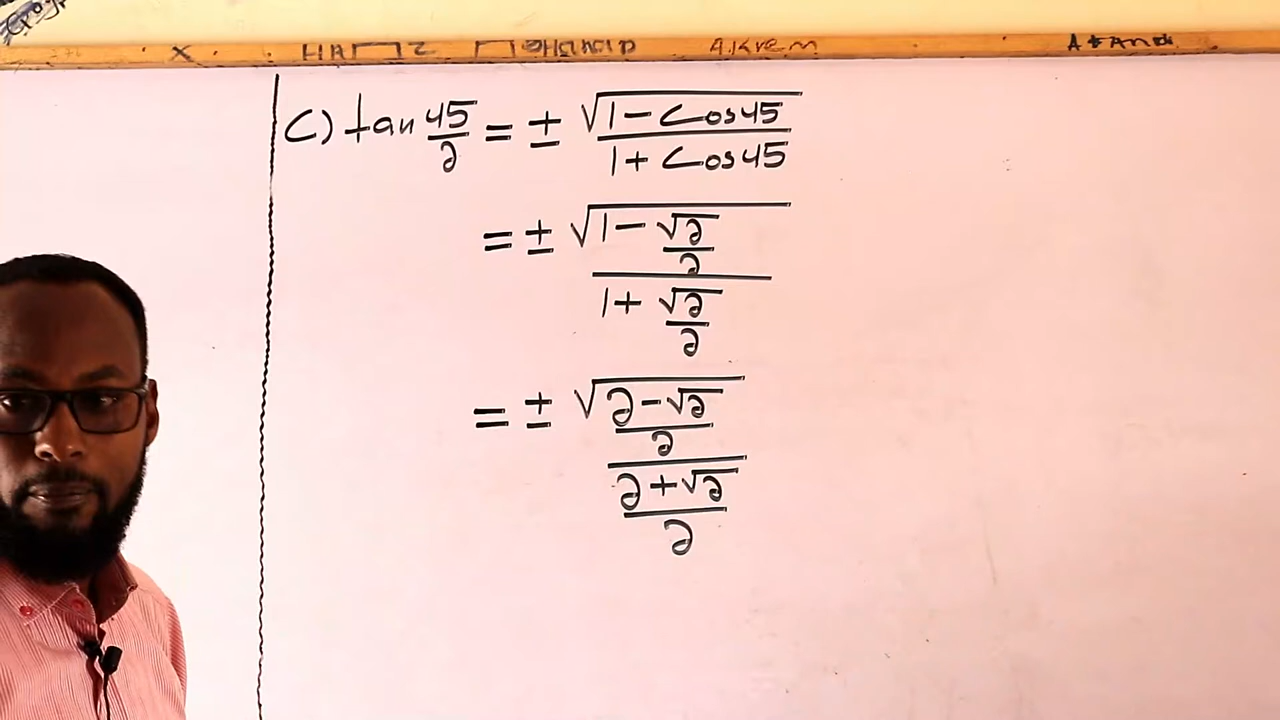 Akrem
C) tan 45/2 = ± √(1 - Cos45)/(1 + Cos45)
= ± √(1 - √2/2)/(1 + √2/2)
= ± √((2 - √2)/2)/((2 + √2)/2)